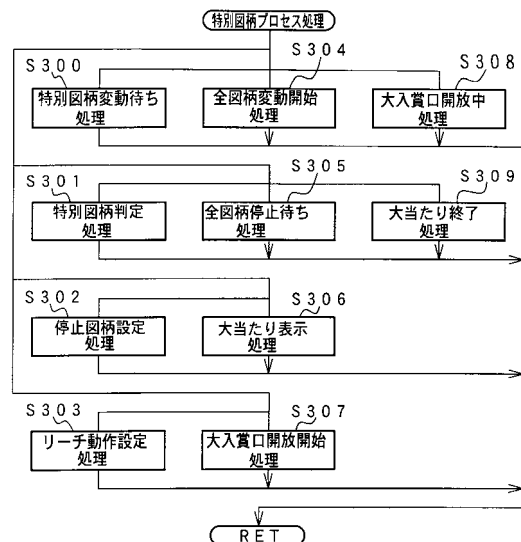 特別図柄プロセス処理
S300
S304
S308
特別図柄変動待ち
処理
全図柄変動開始
処理
大入賞口開放中
処理
S301
S305
S309
特別図柄判定
処理
全図柄停止待ち
処理
大当たり終了
処理
S302
S306
停止図柄設定
処理
大当たり表示
処理
S303
S307
リーチ動作設定
処理
大入賞口開放開始
処理
RET